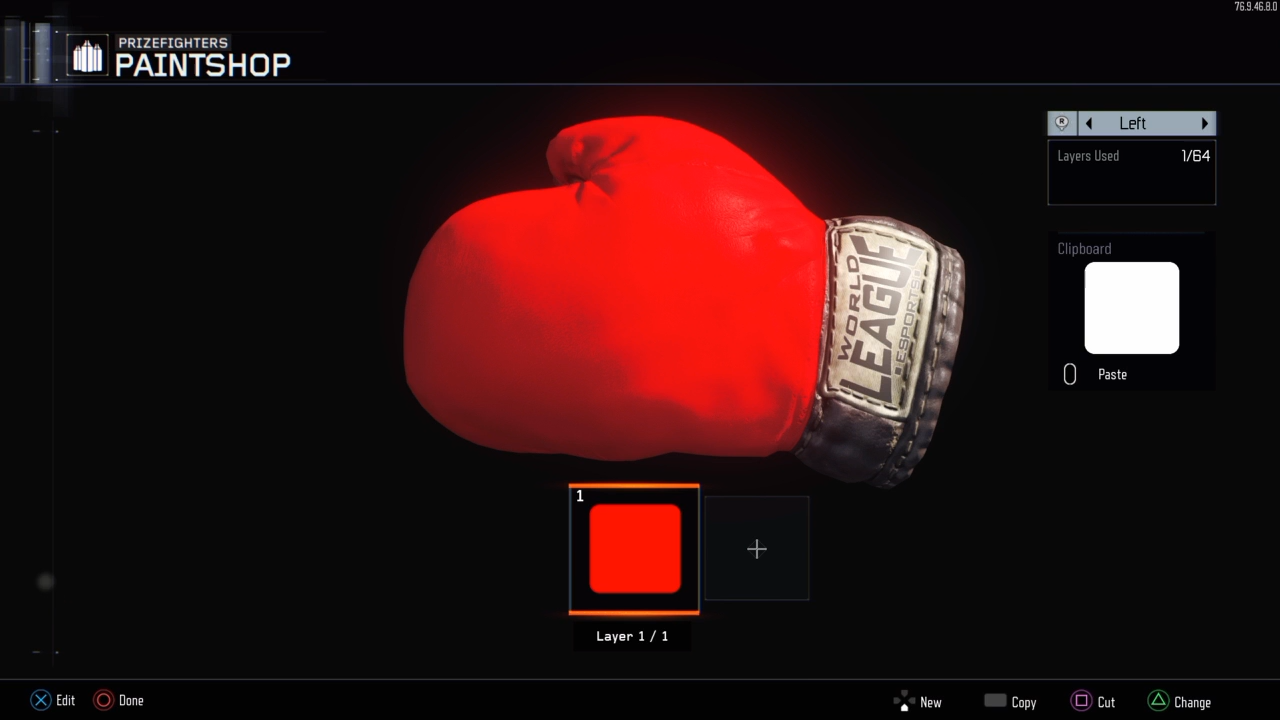 76.9.46.8.0
PRIZEFIGHTERS
PAINTSHOP
R
Left
Layers Used 1/64
Clipboard
Paste
WORLD
LEAGUE
ESPORTS
1
+
Layer 1 / 1
Edit Done New Copy Cut Change